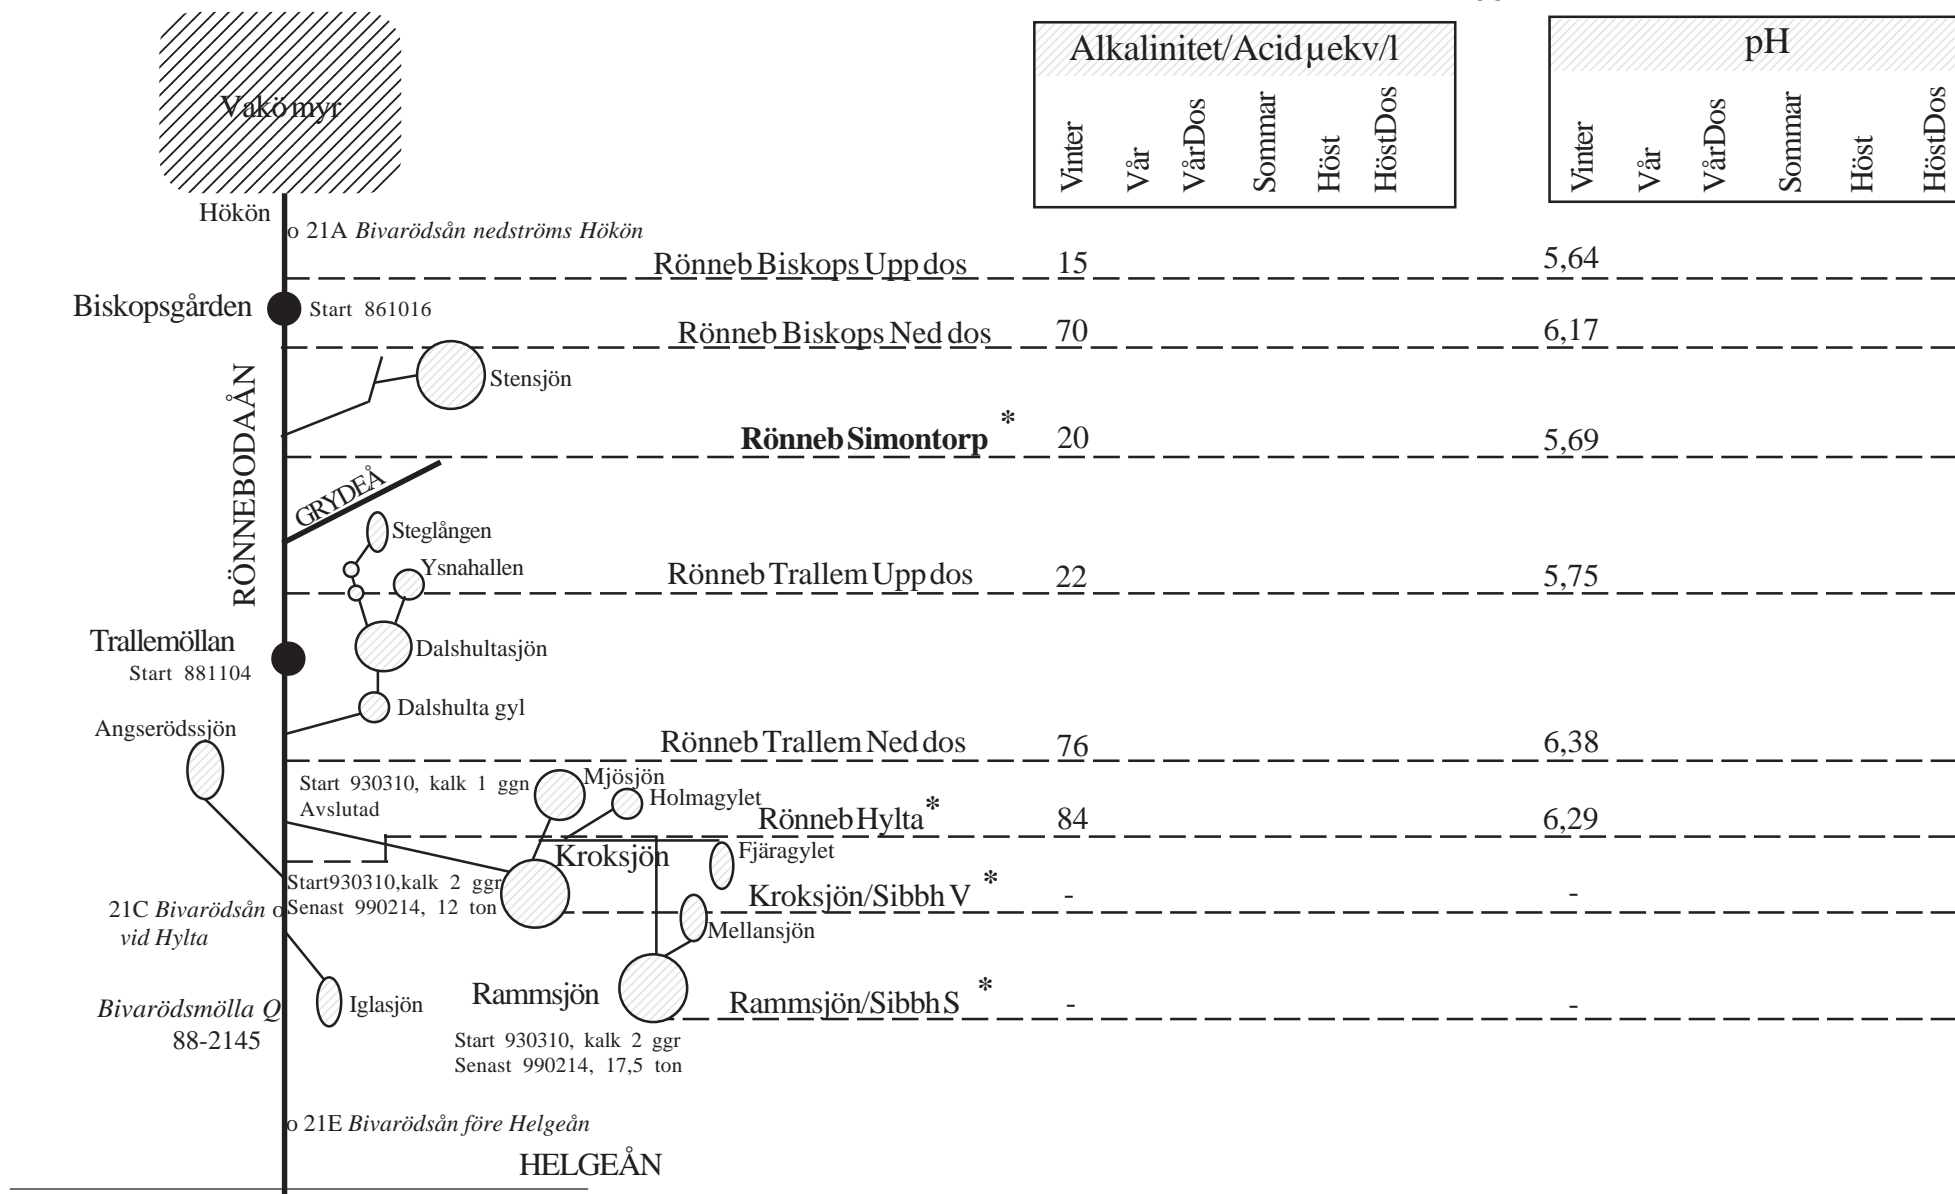 Alkalinitet/Acid µekv/l
pH
Vinter
Vår
VårDos
Sommar
Höst
HöstDos
Vinter
Vår
VårDos
Sommar
Höst
HöstDos
Vakö myr
Hökön
o 21A Bivarödsån nedströms Hökön
Rönneb Biskops Upp dos 15 5,64
Biskopsgården
Start 861016
Rönneb Biskops Ned dos 70 6,17
Stensjön
RÖNNEBODAÅN
Rönneb Simontorp * 20 5,69
GRYDEÅ
Steglången
Ysnahallen
Rönneb Trallem Upp dos 22 5,75
Trallemöllan
Start 881104
Dalshultasjön
Dalshulta gyl
Angserödssjön
Rönneb Trallem Ned dos 76 6,38
Start 930310, kalk 1 ggn
Avslutad
Mjösjön
Holmagylet
Rönneb Hylta * 84 6,29
Kroksjön
Fjäragylet
Start930310,kalk 2 ggr
Senast 990214, 12 ton
Kroksjön/Sibbh V * - -
21C Bivarödsån o
vid Hylta
Mellansjön
Bivarödsmölla Q
88-2145
Iglasjön
Rammsjön
Rammsjön/Sibbh S * - -
Start 930310, kalk 2 ggr
Senast 990214, 17,5 ton
o 21E Bivarödsån före Helgeån
HELGEÅN